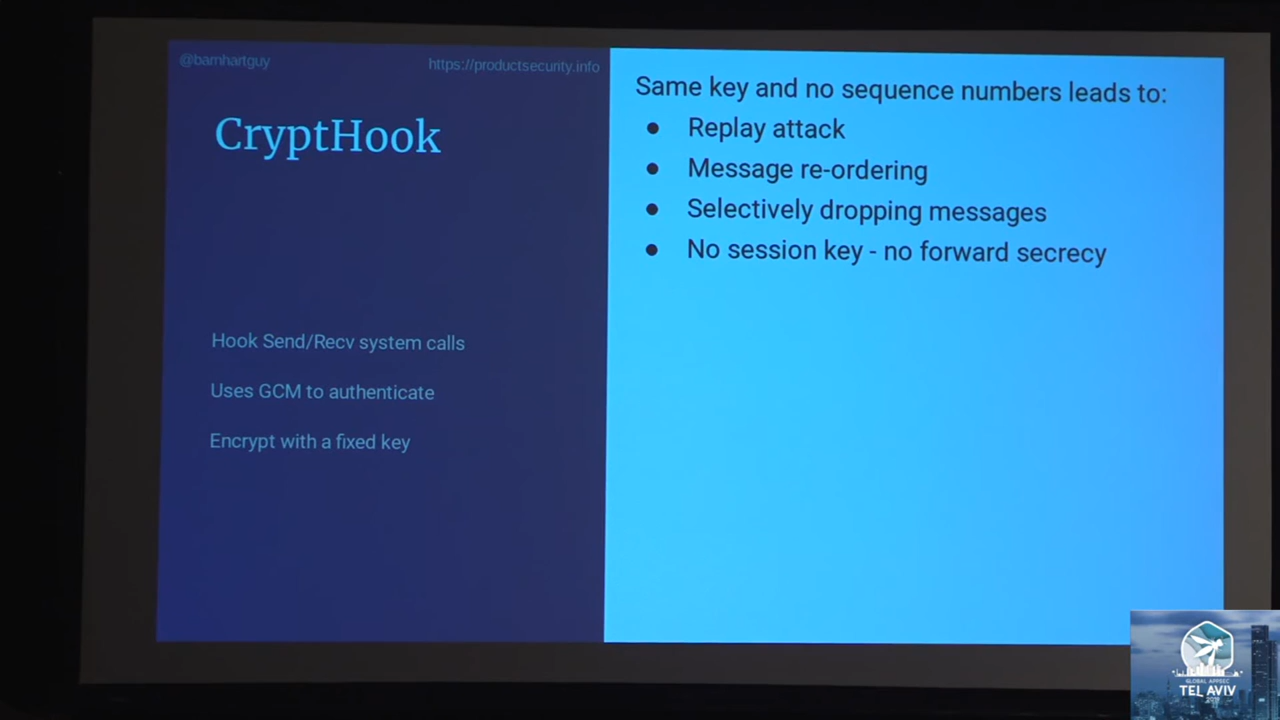 @barnhartguy
https://productsecurity.info
CryptHook
Hook Send/Recv system calls
Uses GCM to authenticate
Encrypt with a fixed key
Same key and no sequence numbers leads to:
● Replay attack
● Message re-ordering
● Selectively dropping messages
● No session key - no forward secrecy
GLOBAL APPSEC
TEL AVIV